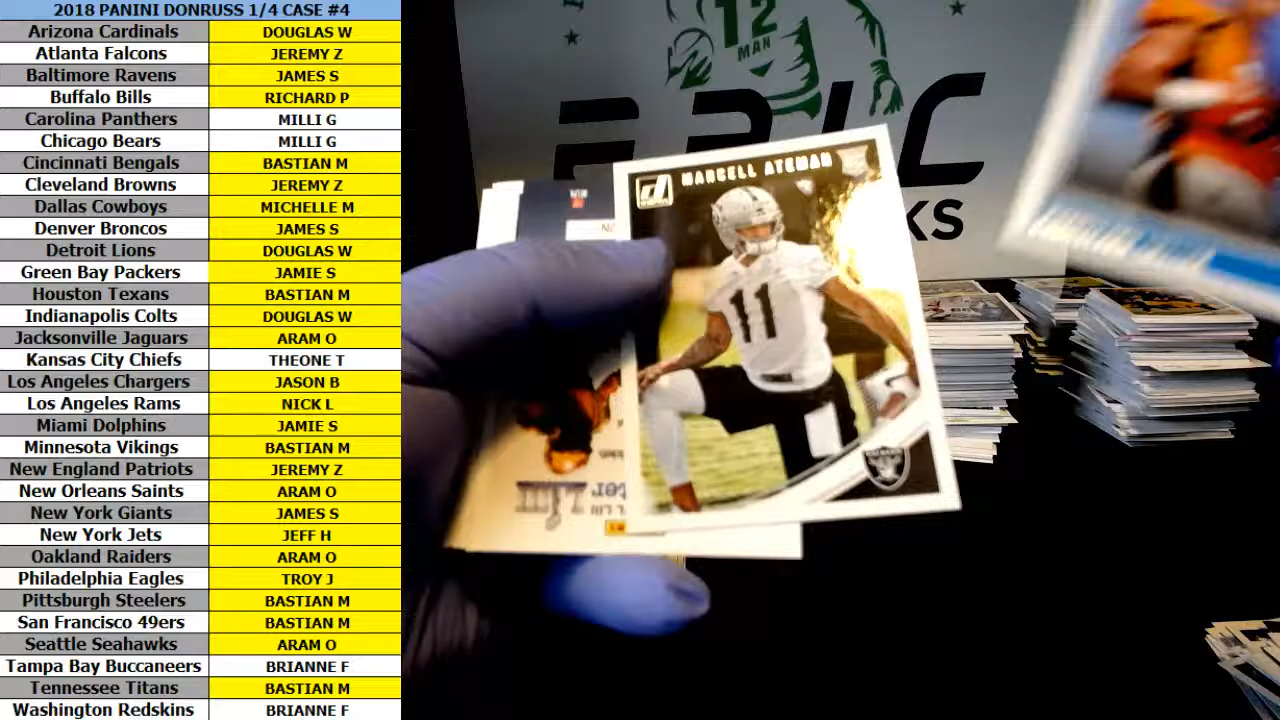 2018 PANINI DONRUSS 1/4 CASE #4
Arizona Cardinals DOUGLAS W
Atlanta Falcons JEREMY Z
Baltimore Ravens JAMES S
Buffalo Bills RICHARD P
Carolina Panthers MILLI G
Chicago Bears MILLI G
Cincinnati Bengals BASTIAN M
Cleveland Browns JEREMY Z
Dallas Cowboys MICHELLE M
Denver Broncos JAMES S
Detroit Lions DOUGLAS W
Green Bay Packers JAMIE S
Houston Texans BASTIAN M
Indianapolis Colts DOUGLAS W
Jacksonville Jaguars ARAM O
Kansas City Chiefs THEONE T
Los Angeles Chargers JASON B
Los Angeles Rams NICK L
Miami Dolphins JAMIE S
Minnesota Vikings BASTIAN M
New England Patriots JEREMY Z
New Orleans Saints ARAM O
New York Giants JAMES S
New York Jets JEFF H
Oakland Raiders ARAM O
Philadelphia Eagles TROY J
Pittsburgh Steelers BASTIAN M
San Francisco 49ers BASTIAN M
Seattle Seahawks ARAM O
Tampa Bay Buccaneers BRIANNE F
Tennessee Titans BASTIAN M
Washington Redskins BRIANNE F
12
MAN
EPIC
KS
MARCELL ATEMAN
11
RAIDERS